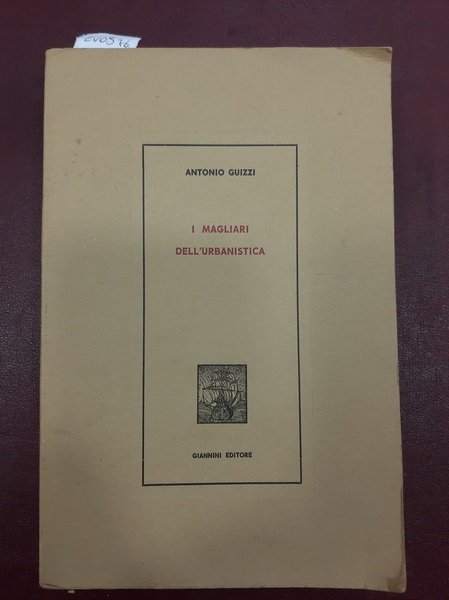 ANTONIO GUIZZI
I MAGLIARI
DELL'URBANISTICA
GIANNINI EDITORE